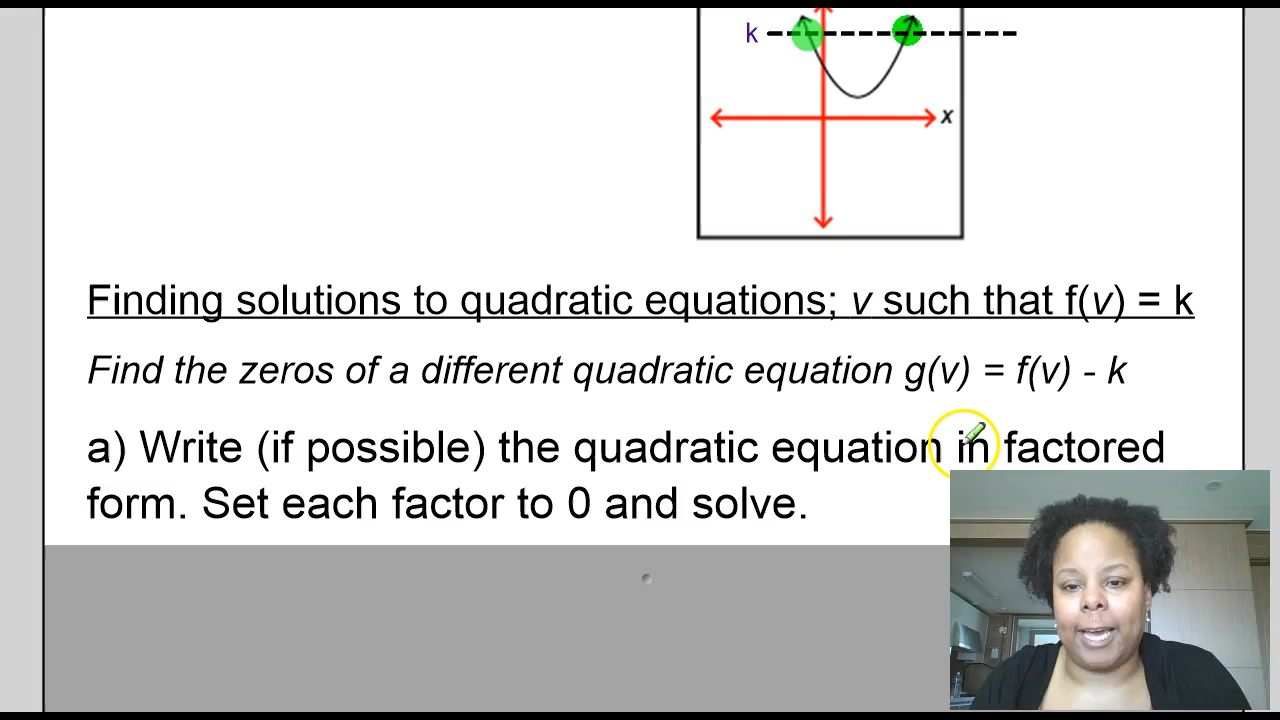 k
x
Finding solutions to quadratic equations; v such that f(v) = k
Find the zeros of a different quadratic equation g(v) = f(v) - k
a) Write (if possible) the quadratic equation in factored
form. Set each factor to 0 and solve.